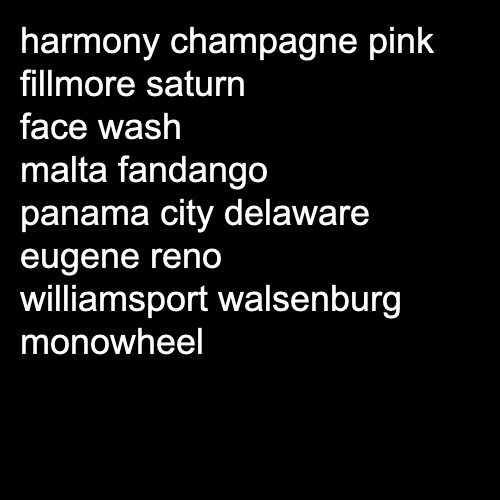 harmony champagne pink
fillmore saturn
face wash
malta fandango
panama city delaware
eugene reno
williamsport walsenburg
monowheel